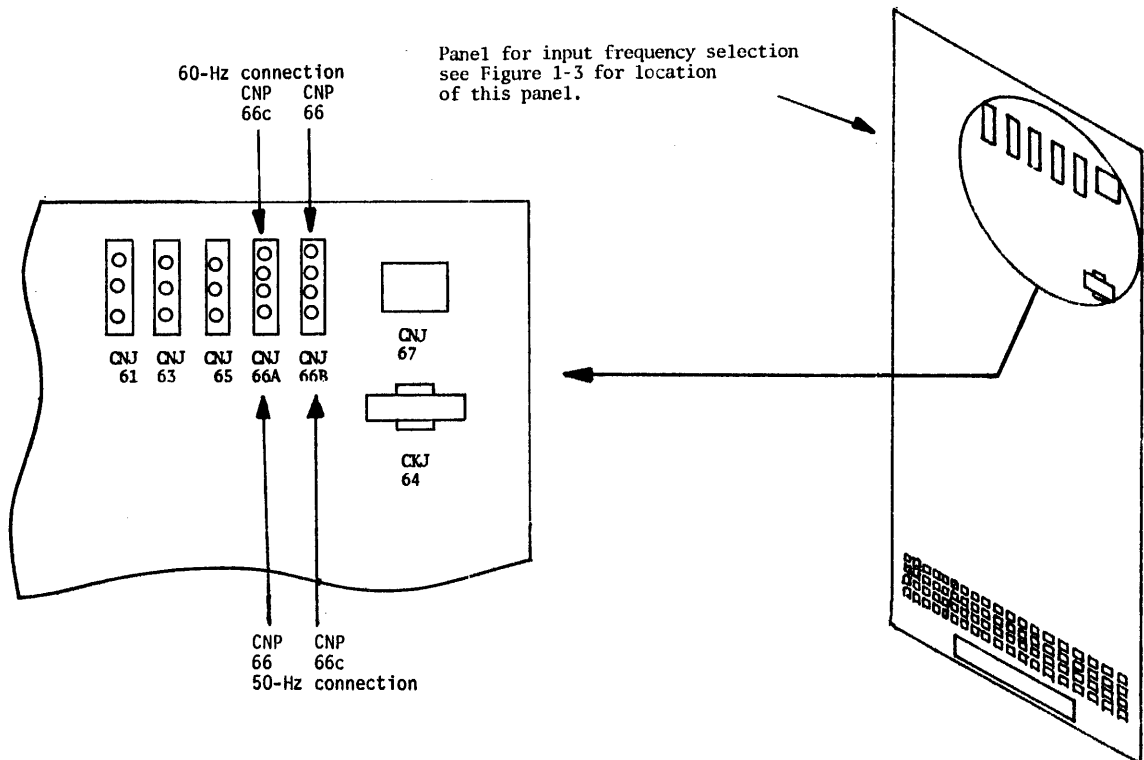 Panel for input frequency selection
see Figure 1-3 for location
of this panel.
60-Hz connection
CNP CNP
66c 66
CNJ CNJ CNJ CNJ CNJ
61 63 65 66A 66B
CNJ
67
CKJ
64
CNP CNP
66 66c
50-Hz connection